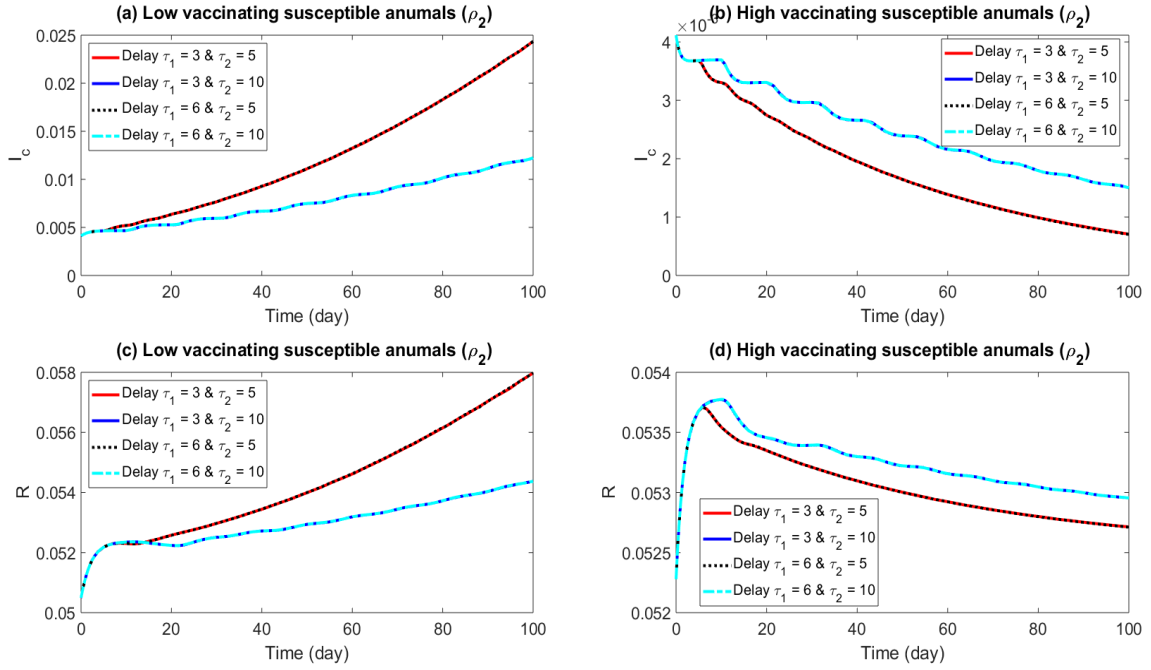 (a) Low vaccinating susceptible anumals (ρ2)
0.025
0.02
0.015
0.01
0.005
0
Ic
Delay τ1 = 3 & τ2 = 5
Delay τ1 = 3 & τ2 = 10
Delay τ1 = 6 & τ2 = 5
Delay τ1 = 6 & τ2 = 10
0 20 40 60 80 100
Time (day)
(b) High vaccinating susceptible anumals (ρ2)
4
3
2
1
0
Ic
Delay τ1 = 3 & τ2 = 5
Delay τ1 = 3 & τ2 = 10
Delay τ1 = 6 & τ2 = 5
Delay τ1 = 6 & τ2 = 10
0 20 40 60 80 100
Time (day)
(c) Low vaccinating susceptible anumals (ρ2)
0.058
0.056
0.054
0.052
0.05
R
Delay τ1 = 3 & τ2 = 5
Delay τ1 = 3 & τ2 = 10
Delay τ1 = 6 & τ2 = 5
Delay τ1 = 6 & τ2 = 10
0 20 40 60 80 100
Time (day)
(d) High vaccinating susceptible anumals (ρ2)
0.054
0.0535
0.053
0.0525
0.052
R
Delay τ1 = 3 & τ2 = 5
Delay τ1 = 3 & τ2 = 10
Delay τ1 = 6 & τ2 = 5
Delay τ1 = 6 & τ2 = 10
0 20 40 60 80 100
Time (day)